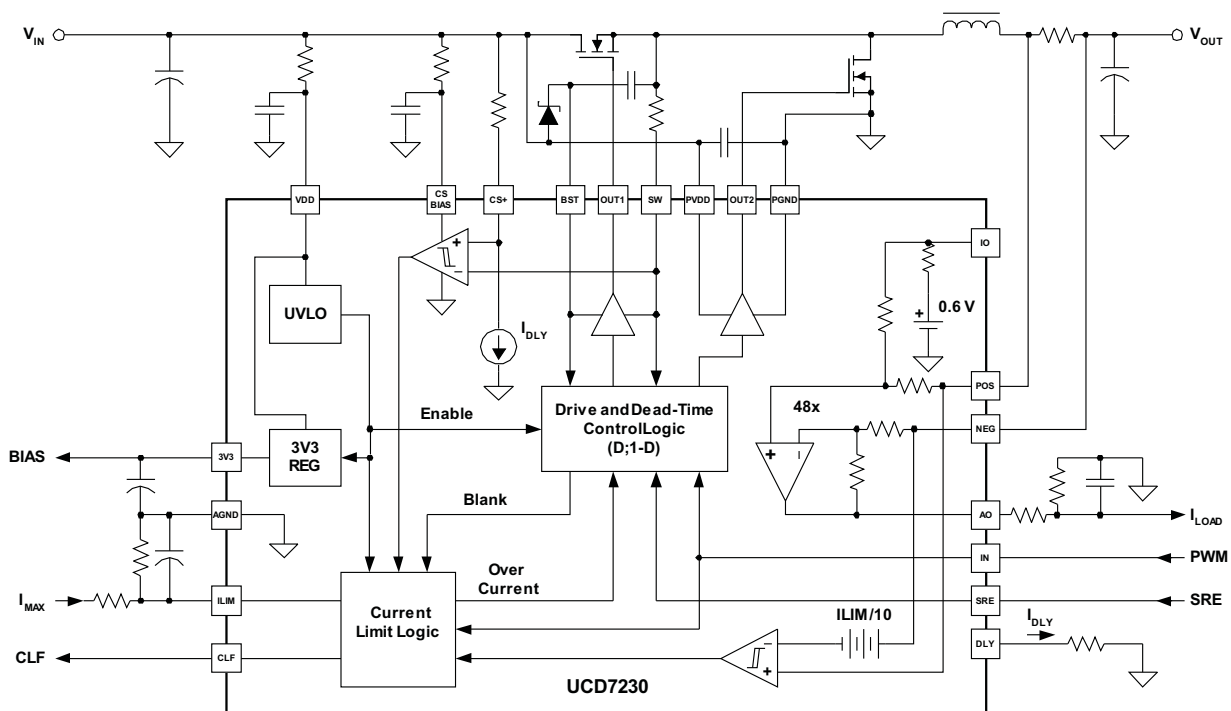 VIN
VOUT
VDD
CS
BIAS
CS+
BST
OUT1
SW
PVDD
OUT2
PGND
IO
+
−
0.6 V
+
UVLO
IDLY
POS
48x
Drive and Dead-Time
ControlLogic
(D;1-D)
Enable
NEG
BIAS
3V3
3V3
REG
+
−
Blank
AGND
AO
ILOAD
IN
PWM
Over
Current
IMAX
ILIM
Current
Limit Logic
SRE
SRE
ILIM/10
IDLY
DLY
−
+
CLF
CLF
UCD7230